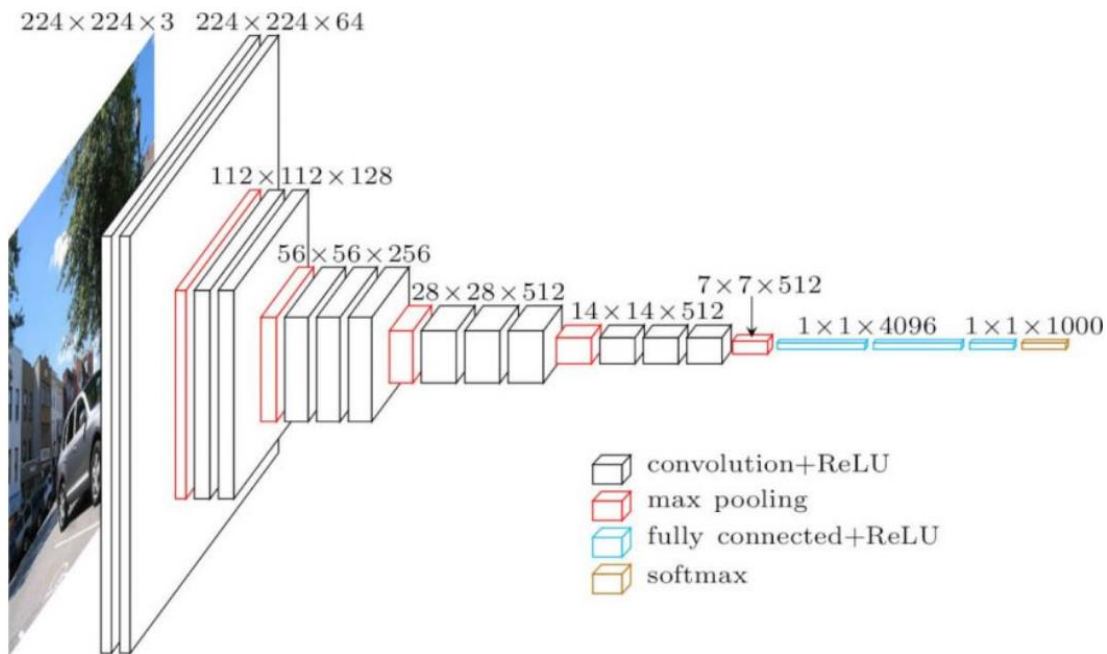 224×224×3
224×224×64
112×112×128
56×56×256
28×28×512
14×14×512
7×7×512
1×1×4096
1×1×1000
convolution+ReLU
max pooling
fully connected+ReLU
softmax